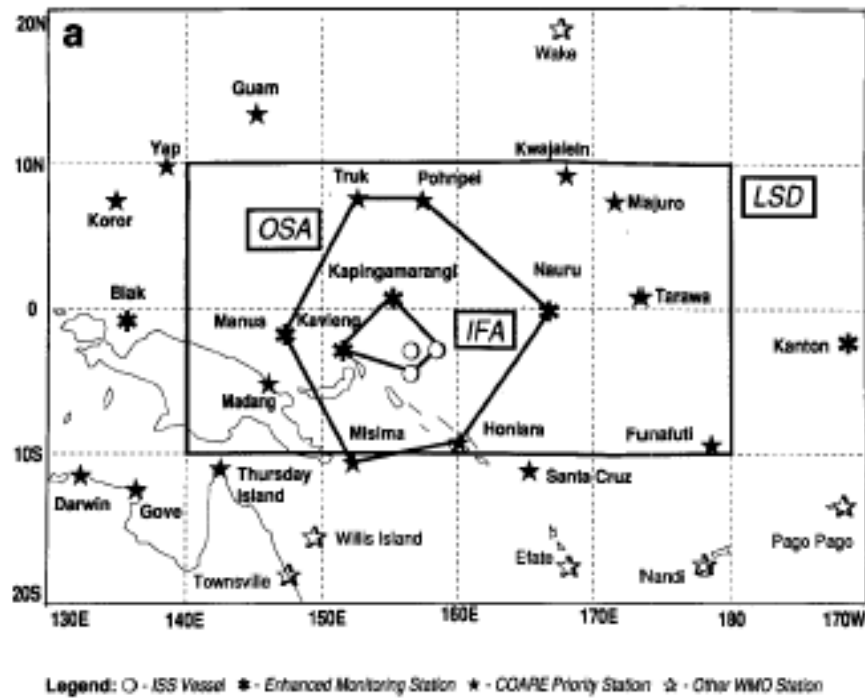 a
20N
Wake
Guam
Yap
10N
Kwajalein
Truk
Pohnpei
LSD
Koror
Majuro
OSA
Kapingamarangi
Nauru
Biak
Tarawa
0
Manus
Kavieng
IFA
Kanton
Madang
Misima
Honiara
Funafuti
10S
Thursday
Island
Santa Cruz
Darwin
Gove
Willis Island
Pago Pago
Efate
Nandi
Townsville
20S
130E 140E 150E 160E 170E 180 170W
Legend: - ISS Vessel - Enhanced Monitoring Station - COARE Priority Station - Other WMO Station